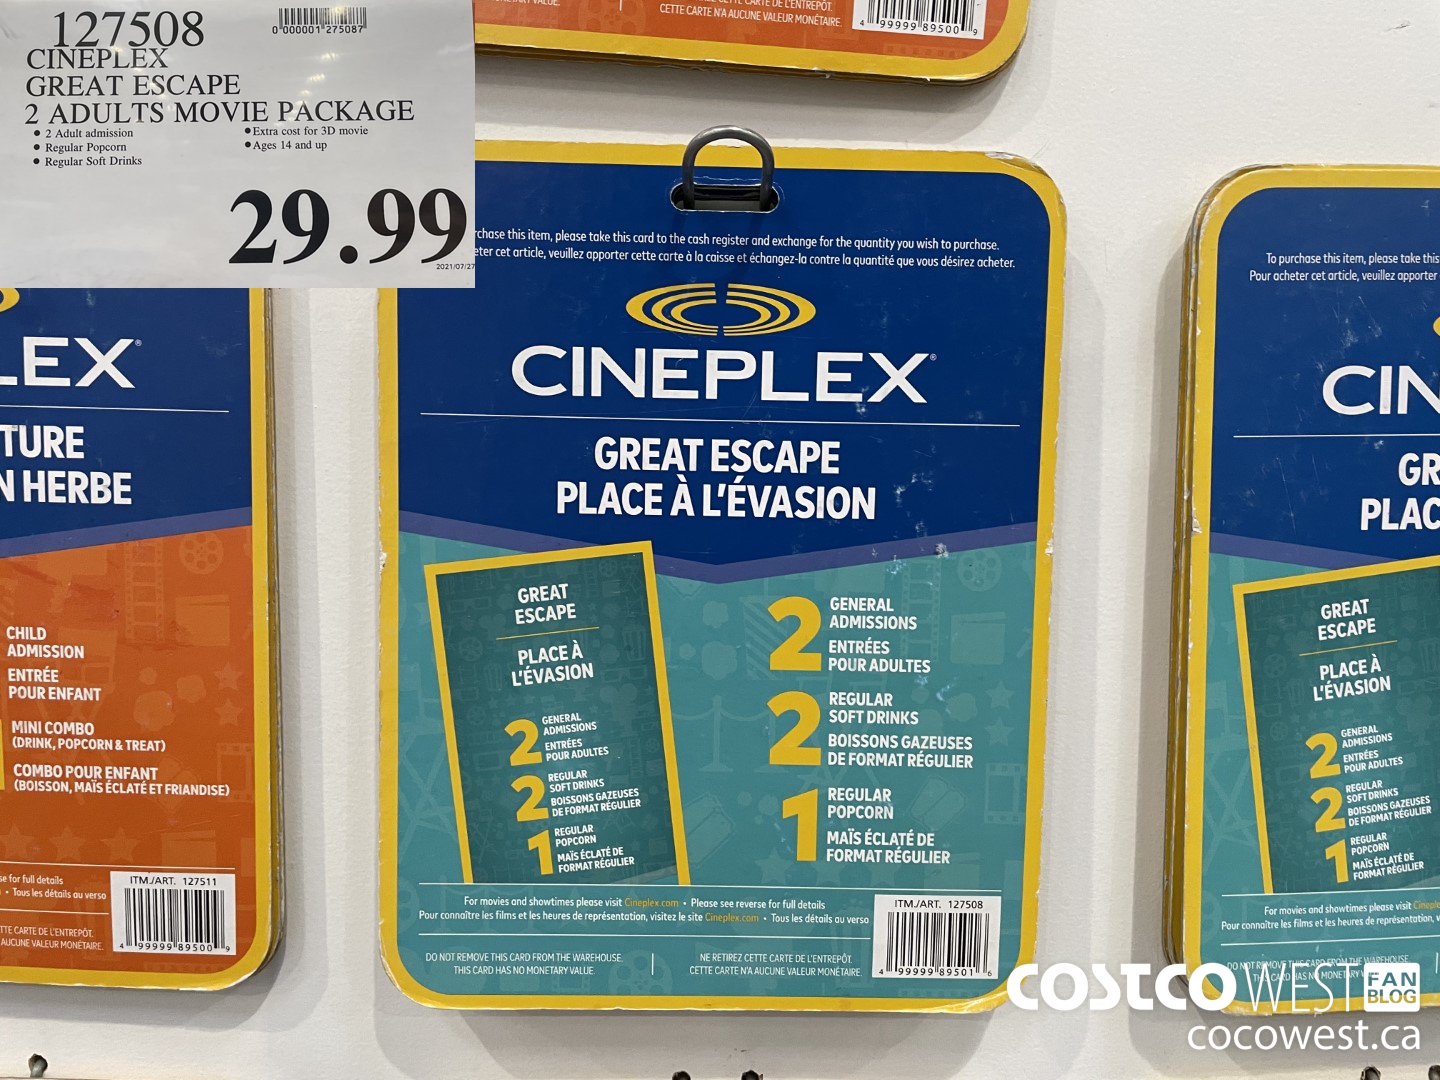 127508
0 000001 275087
CINEPLEX
GREAT ESCAPE
2 ADULTS MOVIE PACKAGE
• 2 Adult admission
• Regular Popcorn
• Regular Soft Drinks
• Extra cost for 3D movie
• Ages 14 and up
29.99
2021/07/27
CETTE CARTE N'A AUCUNE VALEUR MONÉTAIRE.
4 99999 89500 9
LEX
TURE
N HERBE
CHILD
ADMISSION
ENTRÉE
POUR ENFANT
MINI COMBO
(DRINK, POPCORN & TREAT)
COMBO POUR ENFANT
(BOISSON, MAÏS ÉCLATÉ ET FRIANDISE)
se for full details
• Tous les détails au verso
ITM./ART. 127511
TTE CARTE DE L'ENTREPÔT.
AUCUNE VALEUR MONÉTAIRE.
4 99999 89500 9
rchase this item, please take this card to the cash register and exchange for the quantity you wish to purchase.
eter cet article, veuillez apporter cette carte à la caisse et échangez-la contre la quantité que vous désirez acheter.
CINEPLEX®
GREAT ESCAPE
PLACE À L'ÉVASION
GREAT
ESCAPE
PLACE À
L'ÉVASION
2 GENERAL
ADMISSIONS
ENTRÉES
POUR ADULTES
2 REGULAR
SOFT DRINKS
BOISSONS GAZEUSES
DE FORMAT RÉGULIER
1 REGULAR
POPCORN
MAÏS ÉCLATÉ DE
FORMAT RÉGULIER
2 GENERAL
ADMISSIONS
ENTRÉES
POUR ADULTES
2 REGULAR
SOFT DRINKS
BOISSONS GAZEUSES
DE FORMAT RÉGULIER
1 REGULAR
POPCORN
MAÏS ÉCLATÉ DE
FORMAT RÉGULIER
For movies and showtimes please visit Cineplex.com • Please see reverse for full details
Pour connaître les films et les heures de représentation, visitez le site Cineplex.com • Tous les détails au verso
ITM./ART. 127508
4 99999 89501 6
DO NOT REMOVE THIS CARD FROM THE WAREHOUSE.
THIS CARD HAS NO MONETARY VALUE.
NE RETIREZ CETTE CARTE DE L'ENTREPÔT.
CETTE CARTE N'A AUCUNE VALEUR MONÉTAIRE.
To purchase this item, please take this
Pour acheter cet article, veuillez apporter
CIN
GR
PLAC
GREAT
ESCAPE
PLACE À
L'ÉVASION
2 GENERAL
ADMISSIONS
ENTRÉES
POUR ADULTES
2 REGULAR
SOFT DRINKS
BOISSONS GAZEUSES
DE FORMAT RÉGULIER
1 REGULAR
POPCORN
MAÏS ÉCLATÉ DE
FORMAT RÉGULIER
For movies and showtimes please visit Cineple
Pour connaître les films et les heures de représentation, v
DO NOT REMOVE THIS CARD FROM THE WAREHOUSE.
THIS CARD HAS NO MONETARY
COSTCO WEST FAN BLOG
cocowest.ca